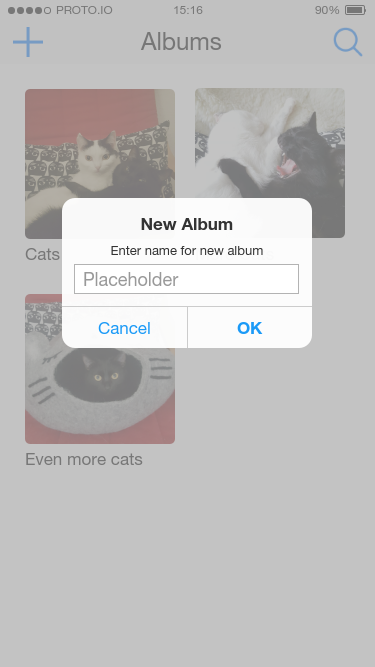 PROTO.IO 15:16 90%
Albums
New Album
Enter name for new album
Placeholder
Cancel OK
Cats
Even more cats